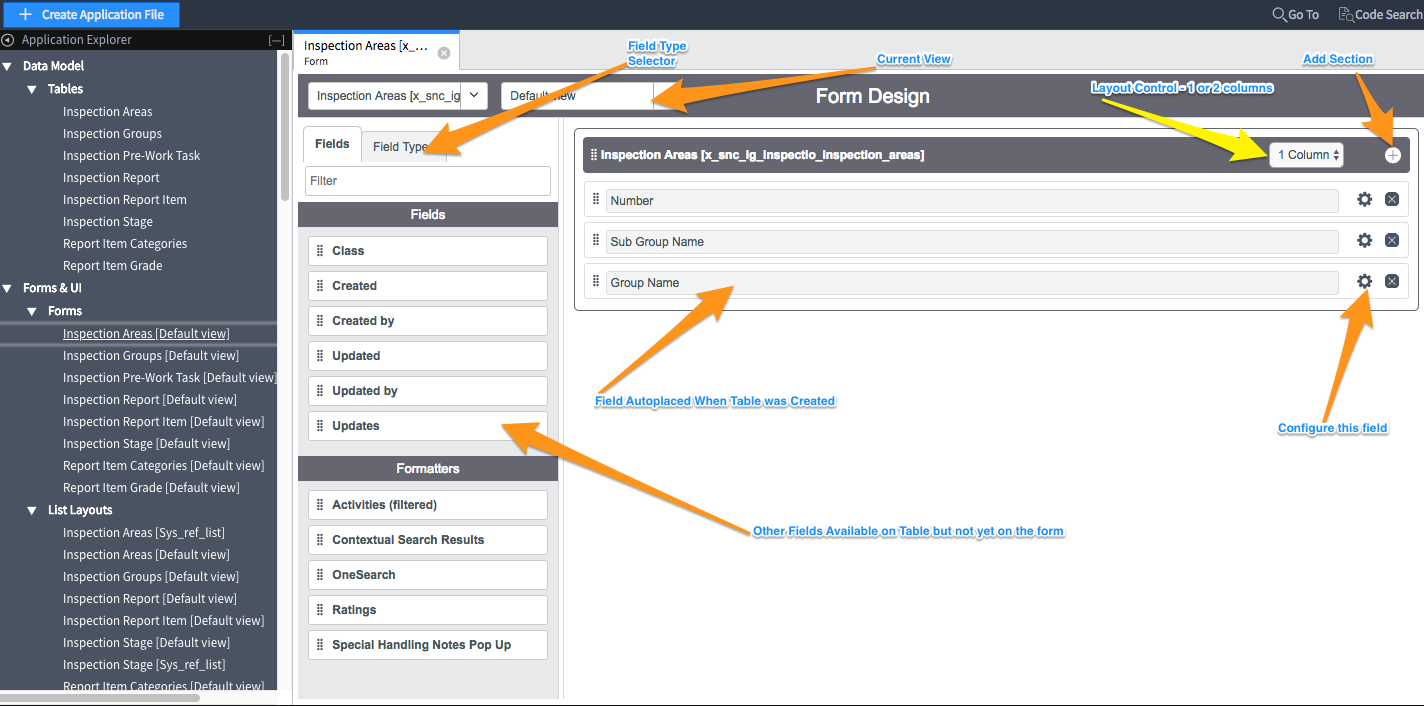 Create Application File
Go To
Code Search
Application Explorer
Data Model
Tables
Inspection Areas
Inspection Groups
Inspection Pre-Work Task
Inspection Report
Inspection Report Item
Inspection Stage
Report Item Categories
Report Item Grade
Forms & UI
Forms
Inspection Areas [Default view]
Inspection Groups [Default view]
Inspection Pre-Work Task [Default view]
Inspection Report [Default view]
Inspection Report Item [Default view]
Inspection Stage [Default view]
Report Item Categories [Default view]
Report Item Grade [Default view]
List Layouts
Inspection Areas [Sys_ref_list]
Inspection Areas [Default view]
Inspection Groups [Default view]
Inspection Report [Default view]
Inspection Report Item [Default view]
Inspection Stage [Default view]
Inspection Stage [Sys_ref_list]
Report Item Categories [Default view]
Inspection Areas [x_...
Form
Field Type
Selector
Current View
Layout Control - 1 or 2 columns
Add Section
Inspection Areas [x_snc_ig
Default view
Form Design
Fields
Field Type
Filter
Fields
Class
Created
Created by
Updated
Updated by
Updates
Formatters
Activities (filtered)
Contextual Search Results
OneSearch
Ratings
Special Handling Notes Pop Up
Inspection Areas [x_snc_ig_inspectio_inspection_areas]
1 Column
Number
Sub Group Name
Group Name
Field Autoplaced When Table was Created
Configure this field
Other Fields Available on Table but not yet on the form